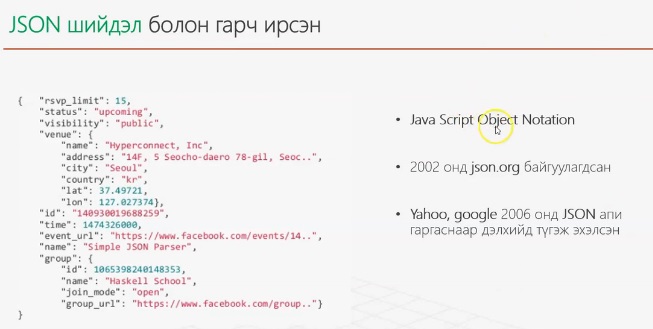 JSON шийдэл болон гарч ирсэн
{ "rsvp_limit": 15,
"status": "upcoming",
"visibility": "public",
"venue": {
"name": "Hyperconnect, Inc",
"address": "14F, 5 Seocho-daero 78-gil, Seoc..",
"city": "Seoul",
"country": "kr",
"lat": 37.49721,
"lon": 127.027374},
"id": "140930019688259",
"time": 1474326000,
"event_url": "https://www.facebook.com/events/14..",
"name": "Simple JSON Parser",
"group": {
"id": 1065398240148353,
"name": "Haskell School",
"join_mode": "open",
"group_url": "https://www.facebook.com/group.."}
}
• Java Script Object Notation
• 2002 онд json.org байгуулагдсан
• Yahoo, google 2006 онд JSON апи
гаргаснаар дэлхийд түгэж эхэлсэн